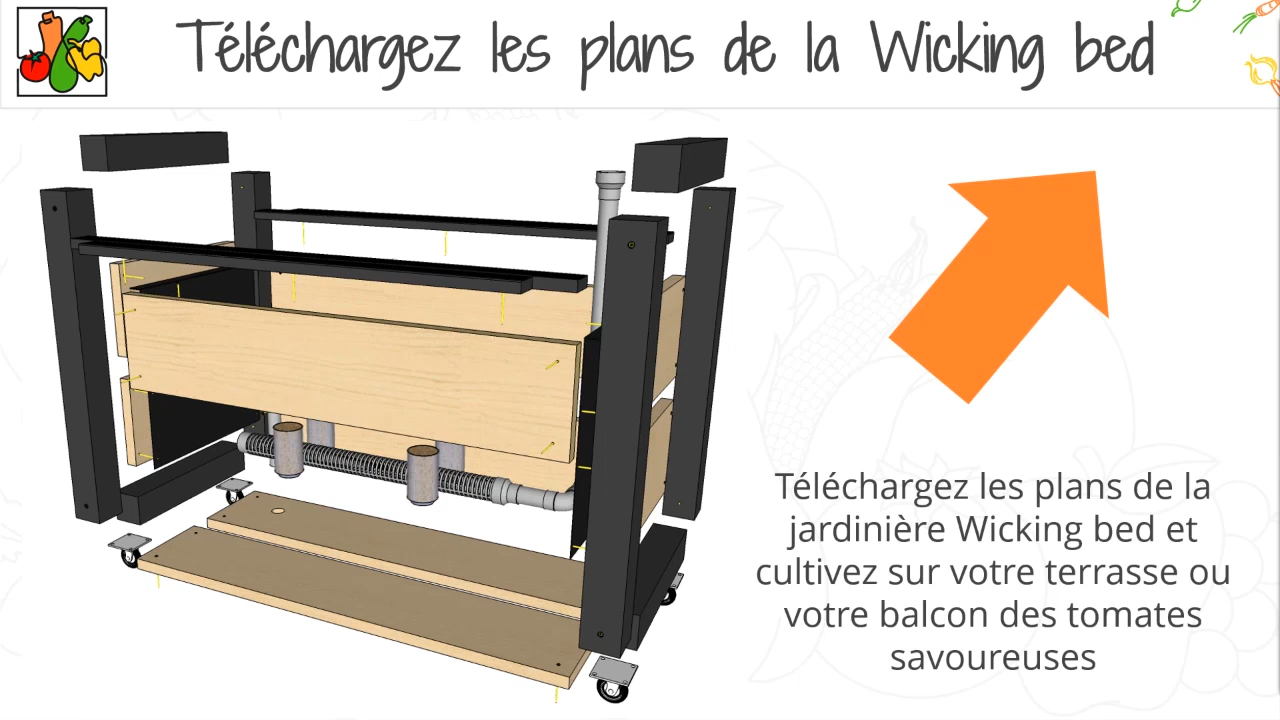 Téléchargez les plans de la Wicking bed
Téléchargez les plans de la
jardinière Wicking bed et
cultivez sur votre terrasse ou
votre balcon des tomates
savoureuses